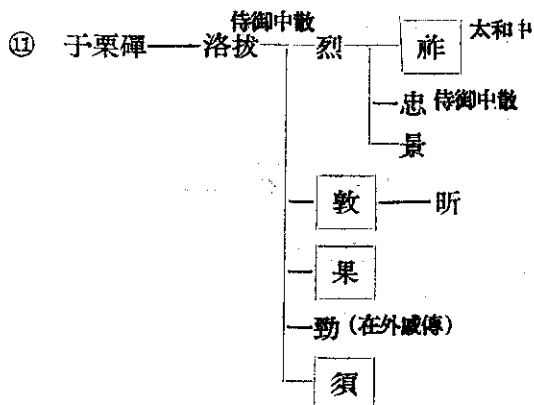 ⑪ 于栗磾 洛拔 侍御中散 烈 祚 太和中
忠 侍御中散
景
敦 昕
果
勁 (在外戚傳)
須